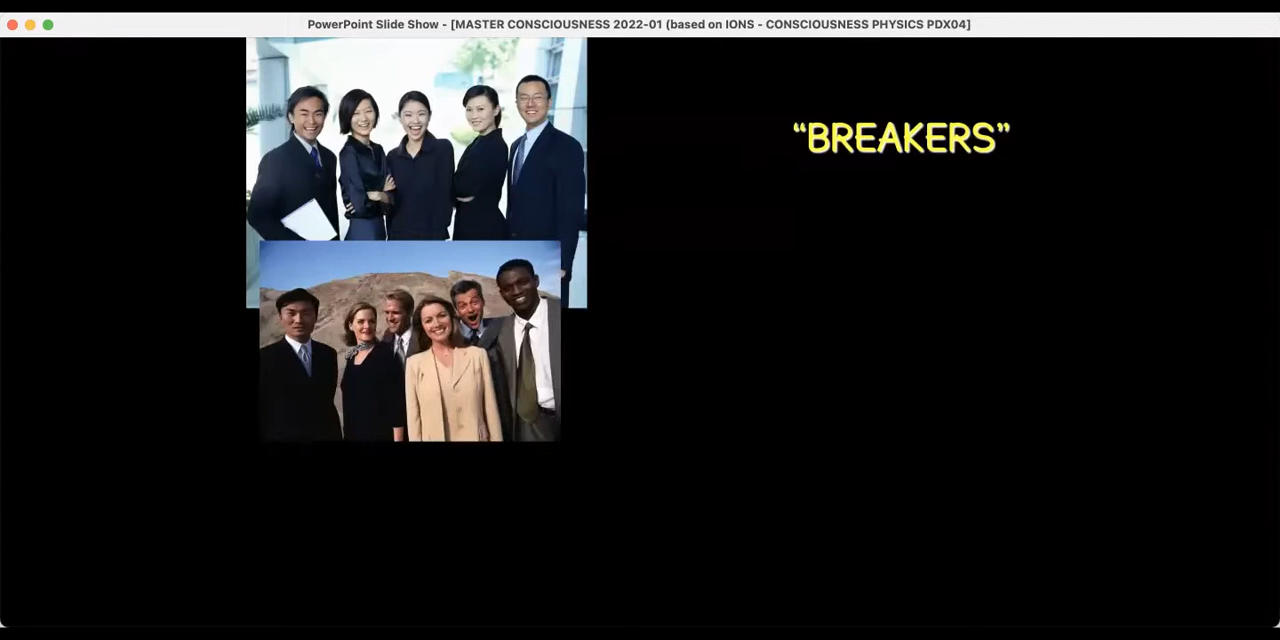 PowerPoint Slide Show - [MASTER CONSCIOUSNESS 2022-01 (based on IONS - CONSCIOUSNESS PHYSICS PDX04]
“BREAKERS”